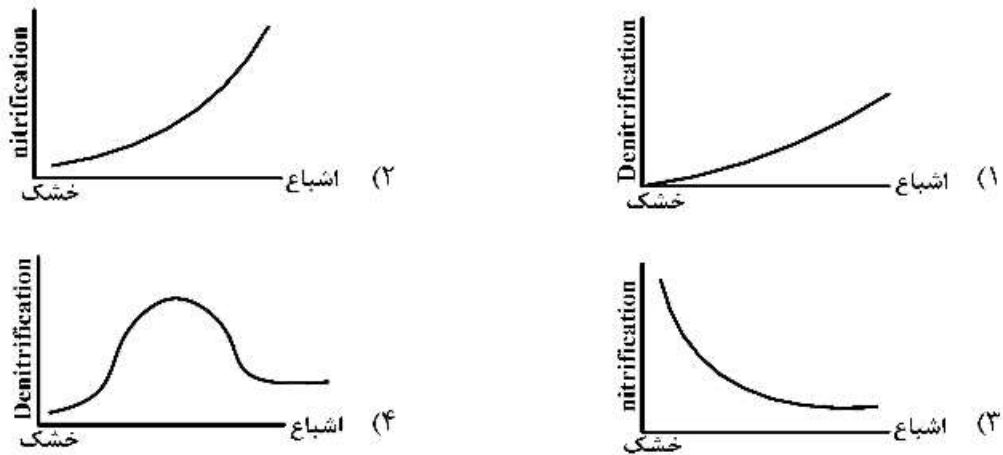 Denitrification
اشباع
خشک
(۱
nitrification
اشباع
خشک
(۲
nitrification
اشباع
خشک
(۳
Denitrification
اشباع
خشک
(۴